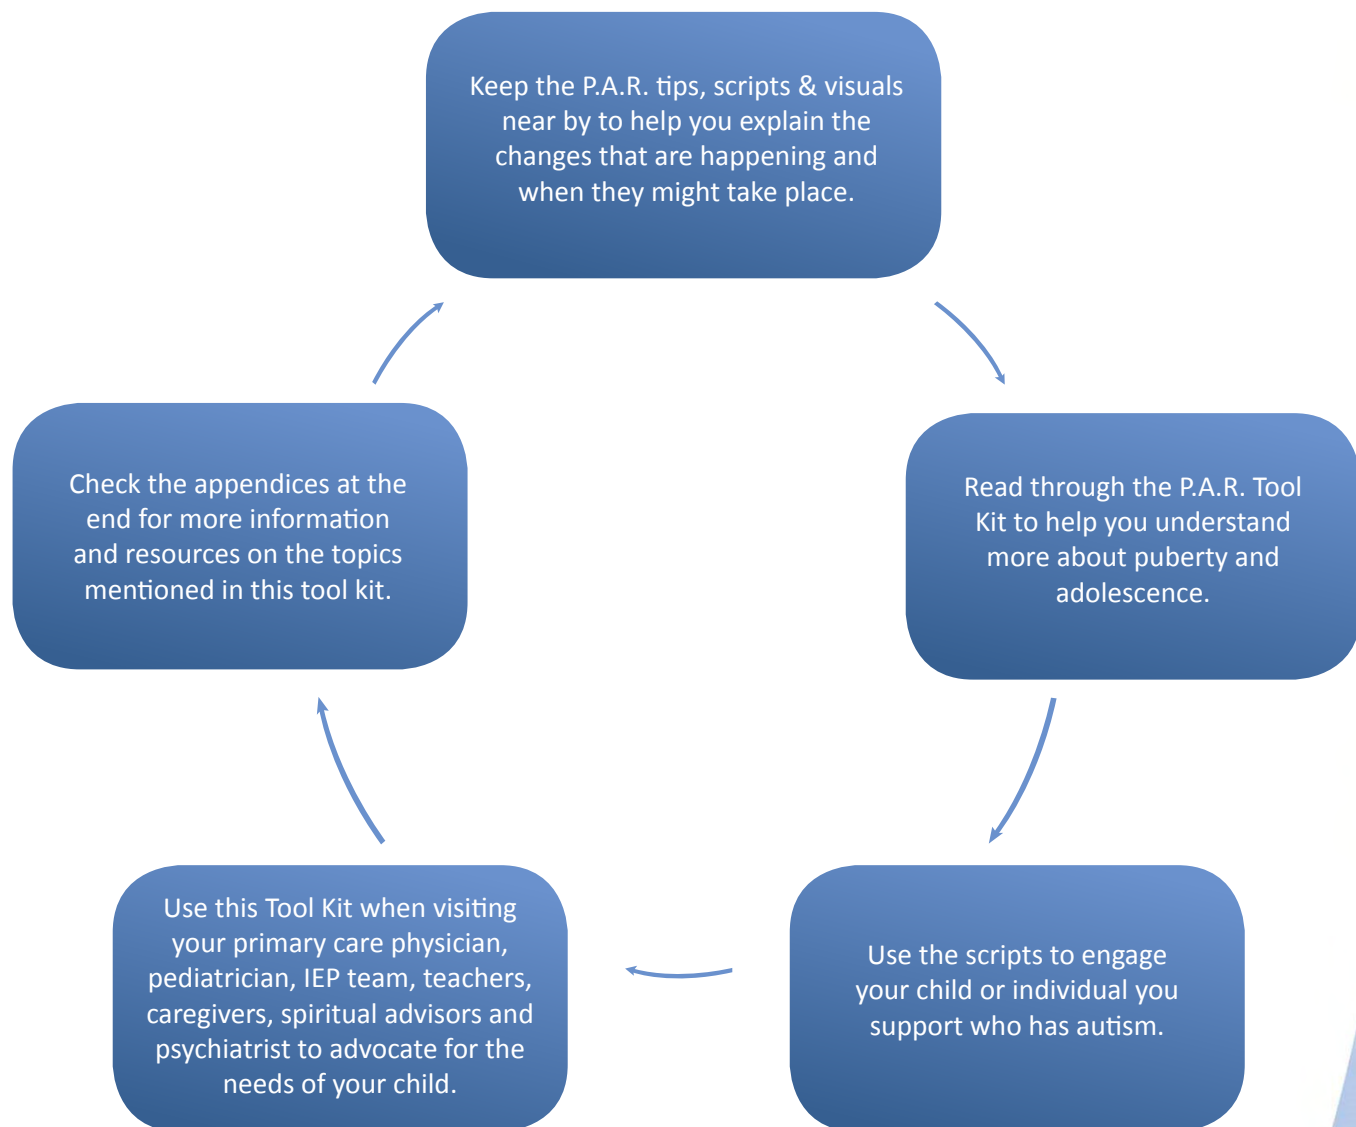 Keep the P.A.R. tips, scripts & visuals
near by to help you explain the
changes that are happening and
when they might take place.
Read through the P.A.R. Tool
Kit to help you understand
more about puberty and
adolescence.
Use the scripts to engage
your child or individual you
support who has autism.
Use this Tool Kit when visiting
your primary care physician,
pediatrician, IEP team, teachers,
caregivers, spiritual advisors and
psychiatrist to advocate for the
needs of your child.
Check the appendices at the
end for more information
and resources on the topics
mentioned in this tool kit.